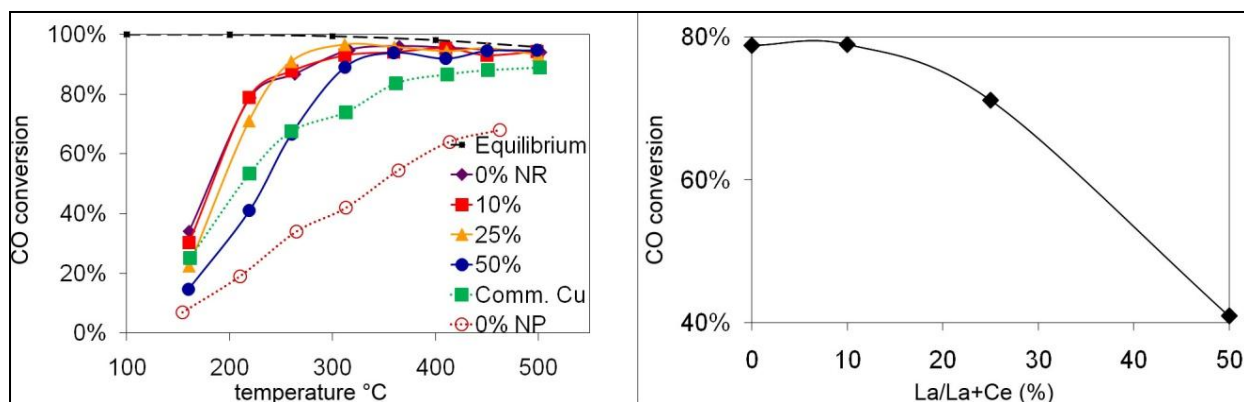 100%
80%
60%
40%
20%
0%
CO conversion
100
200
300
400
500
temperature °C
Equilibrium
0% NR
10%
25%
50%
Comm. Cu
0% NP
80%
60%
40%
CO conversion
0
10
20
30
40
50
La/La+Ce (%)